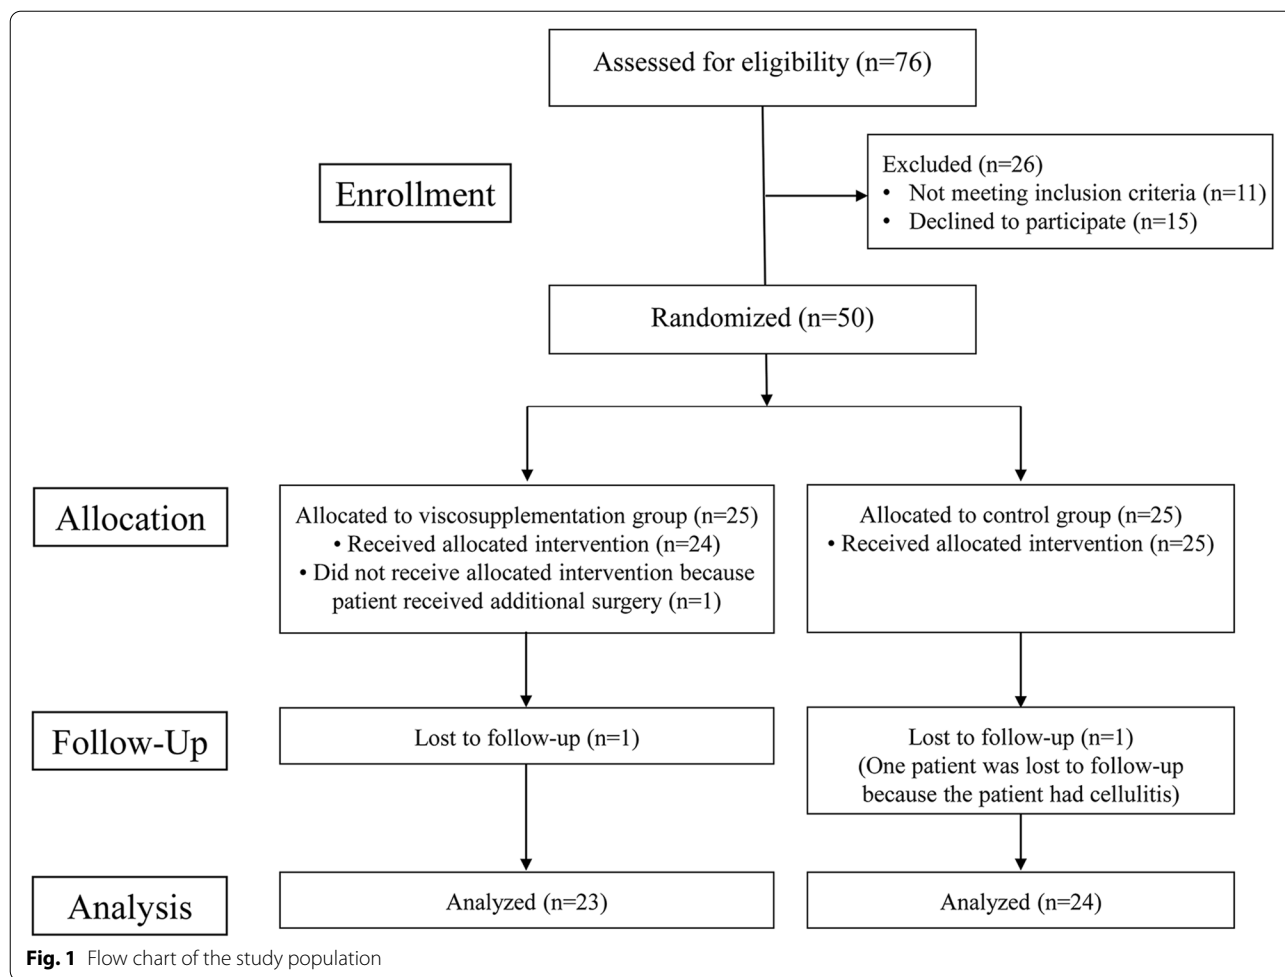 Assessed for eligibility (n=76)
Enrollment
Excluded (n=26)
• Not meeting inclusion criteria (n=11)
• Declined to participate (n=15)
Randomized (n=50)
Allocation
Allocated to viscosupplementation group (n=25)
• Received allocated intervention (n=24)
• Did not receive allocated intervention because
patient received additional surgery (n=1)
Allocated to control group (n=25)
• Received allocated intervention (n=25)
Follow-Up
Lost to follow-up (n=1)
Lost to follow-up (n=1)
(One patient was lost to follow-up
because the patient had cellulitis)
Analysis
Analyzed (n=23)
Analyzed (n=24)
Fig. 1 Flow chart of the study population